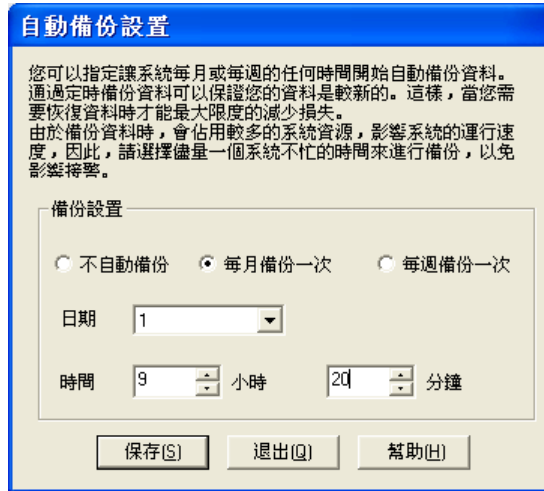 自動備份設置
您可以指定讓系統每月或每週的任何時間開始自動備份資料。
通過定時備份資料可以保證您的資料是較新的。這樣，當您需
要恢復資料時才能最大限度的減少損失。
由於備份資料時，會佔用較多的系統資源，影響系統的運行速
度，因此，請選擇儘量一個系統不忙的時間來進行備份，以免
影響接警。
備份設置
不自動備份 每月備份一次 每週備份一次
日期 1
時間 9 小時 20 分鐘
保存(S) 退出(Q) 幫助(H)